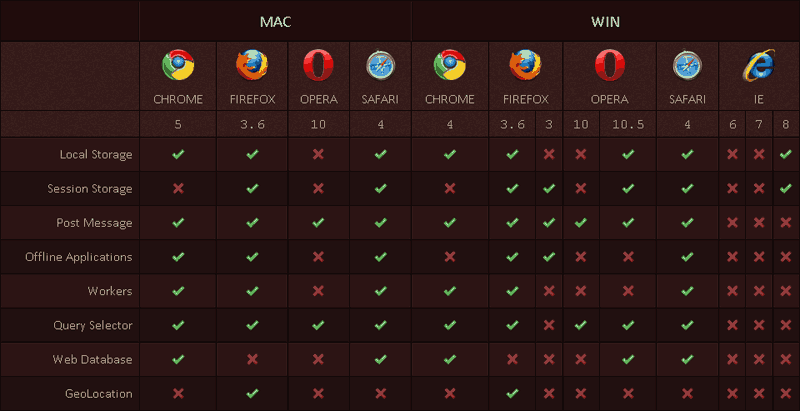 MAC WIN
CHROME FIREFOX OPERA SAFARI CHROME FIREFOX OPERA SAFARI IE
5 3.6 10 4 4 3.6 3 10 10.5 4 6 7 8
Local Storage
Session Storage
Post Message
Offline Applications
Workers
Query Selector
Web Database
GeoLocation